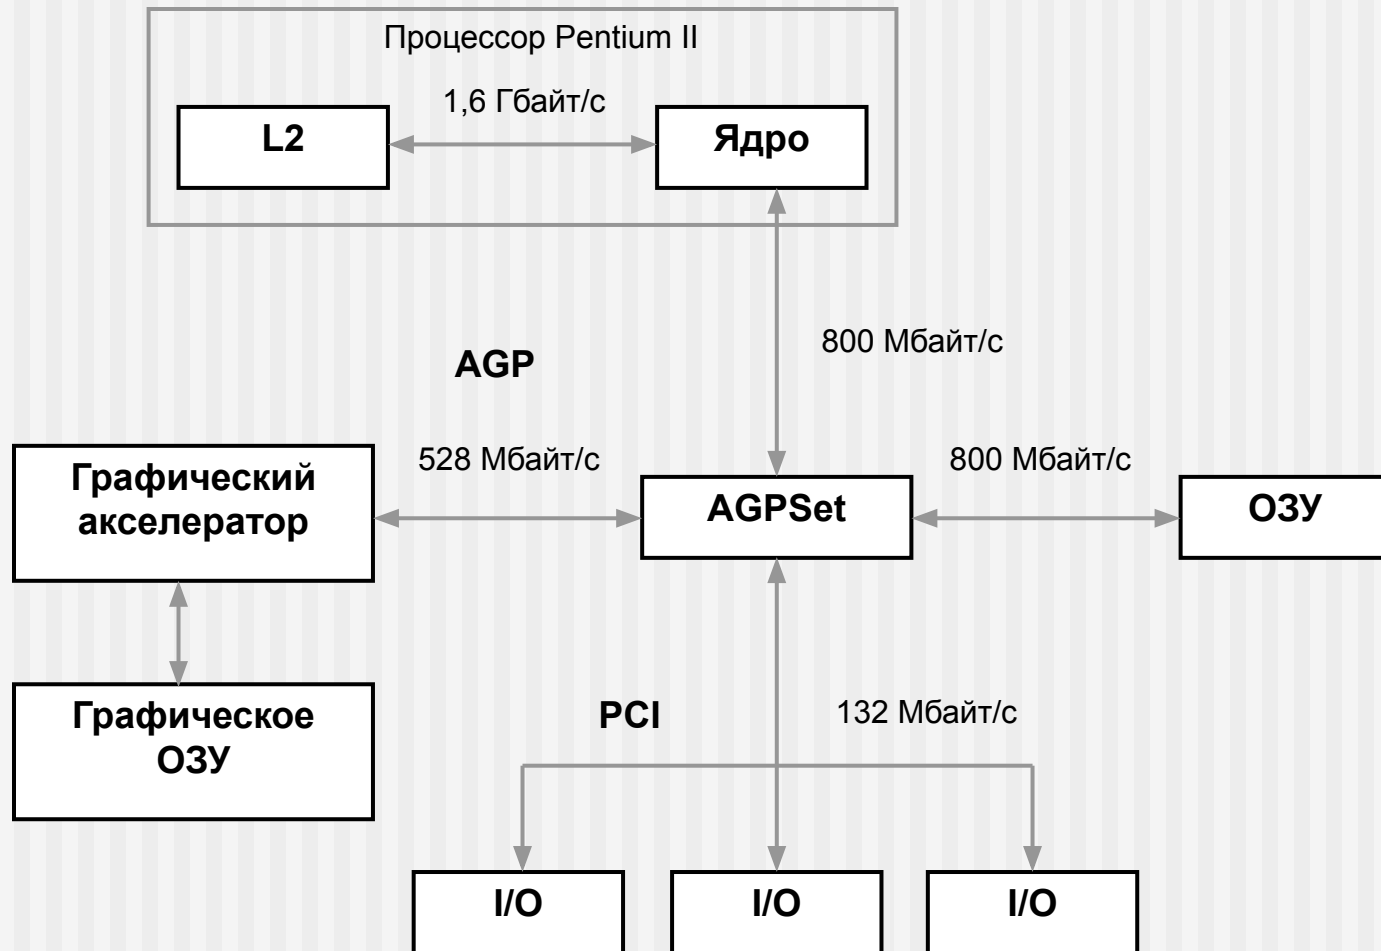 Процессор Pentium II
1,6 Гбайт/с
L2
Ядро
800 Мбайт/с
AGP
528 Мбайт/с
800 Мбайт/с
Графический
акселератор
AGPSet
ОЗУ
Графическое
ОЗУ
PCI
132 Мбайт/с
I/O
I/O
I/O